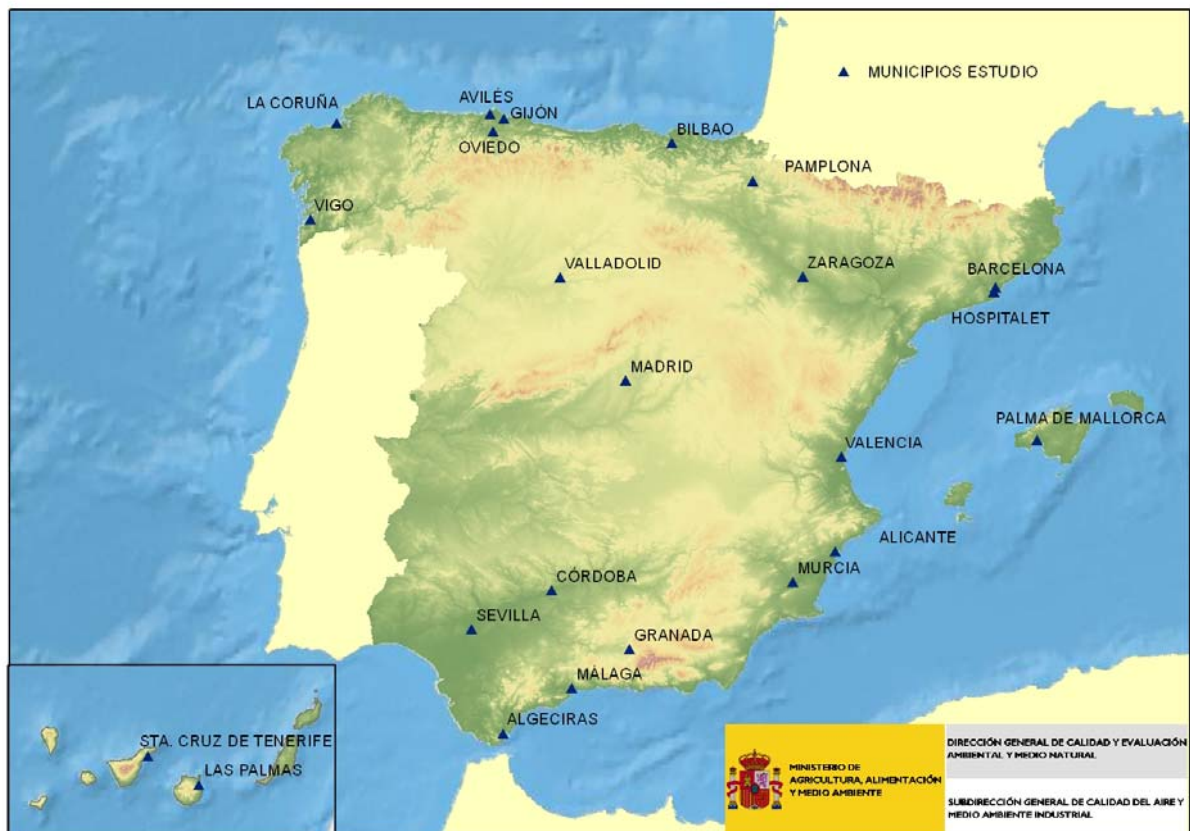 MUNICIPIOS ESTUDIO
LA CORUÑA
AVILÉS
GIJÓN
OVIEDO
BILBAO
PAMPLONA
VIGO
VALLADOLID
ZARAGOZA
BARCELONA
HOSPITALET
MADRID
PALMA DE MALLORCA
VALENCIA
ALICANTE
MURCIA
CÓRDOBA
SEVILLA
GRANADA
MÁLAGA
ALGECIRAS
STA. CRUZ DE TENERIFE
LAS PALMAS
MINISTERIO DE
AGRICULTURA, ALIMENTACIÓN
Y MEDIO AMBIENTE
DIRECCIÓN GENERAL DE CALIDAD Y EVALUACIÓN
AMBIENTAL Y MEDIO NATURAL
SUBDIRECCIÓN GENERAL DE CALIDAD DEL AIRE Y
MEDIO AMBIENTE INDUSTRIAL